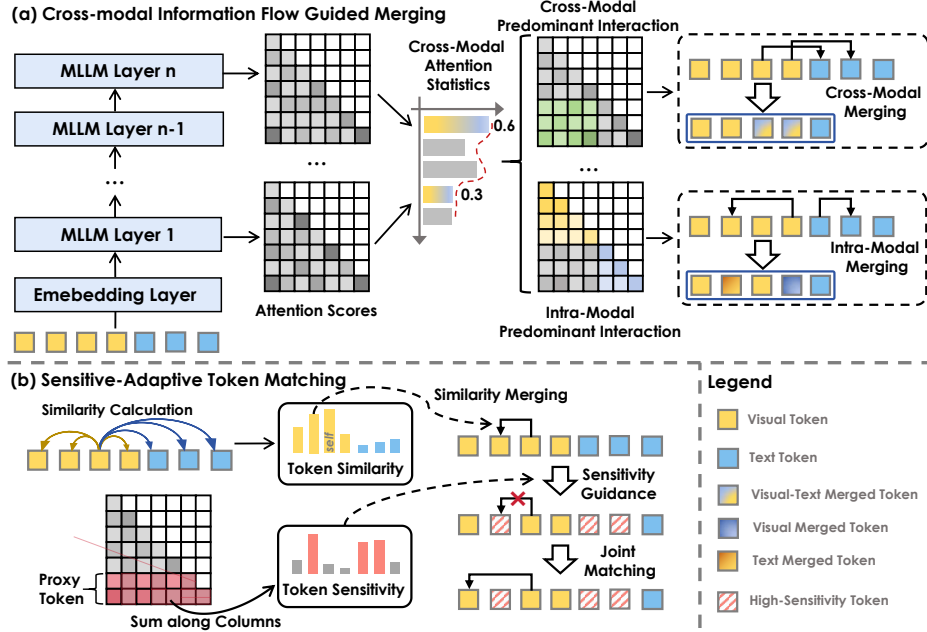 (a) Cross-modal Information Flow Guided Merging
MLLM Layer n
MLLM Layer n-1
...
MLLM Layer 1
Emebedding Layer
...
Attention Scores
Cross-Modal
Attention
Statistics
0.6
0.3
Cross-Modal
Predominant Interaction
...
Intra-Modal
Predominant Interaction
Cross-Modal
Merging
Intra-Modal
Merging
(b) Sensitive-Adaptive Token Matching
Similarity Calculation
self
Token Similarity
Proxy
Token
Sum along Columns
Token Sensitivity
Similarity Merging
Sensitivity
Guidance
Joint
Matching
Legend
Visual Token
Text Token
Visual-Text Merged Token
Visual Merged Token
Text Merged Token
High-Sensitivity Token